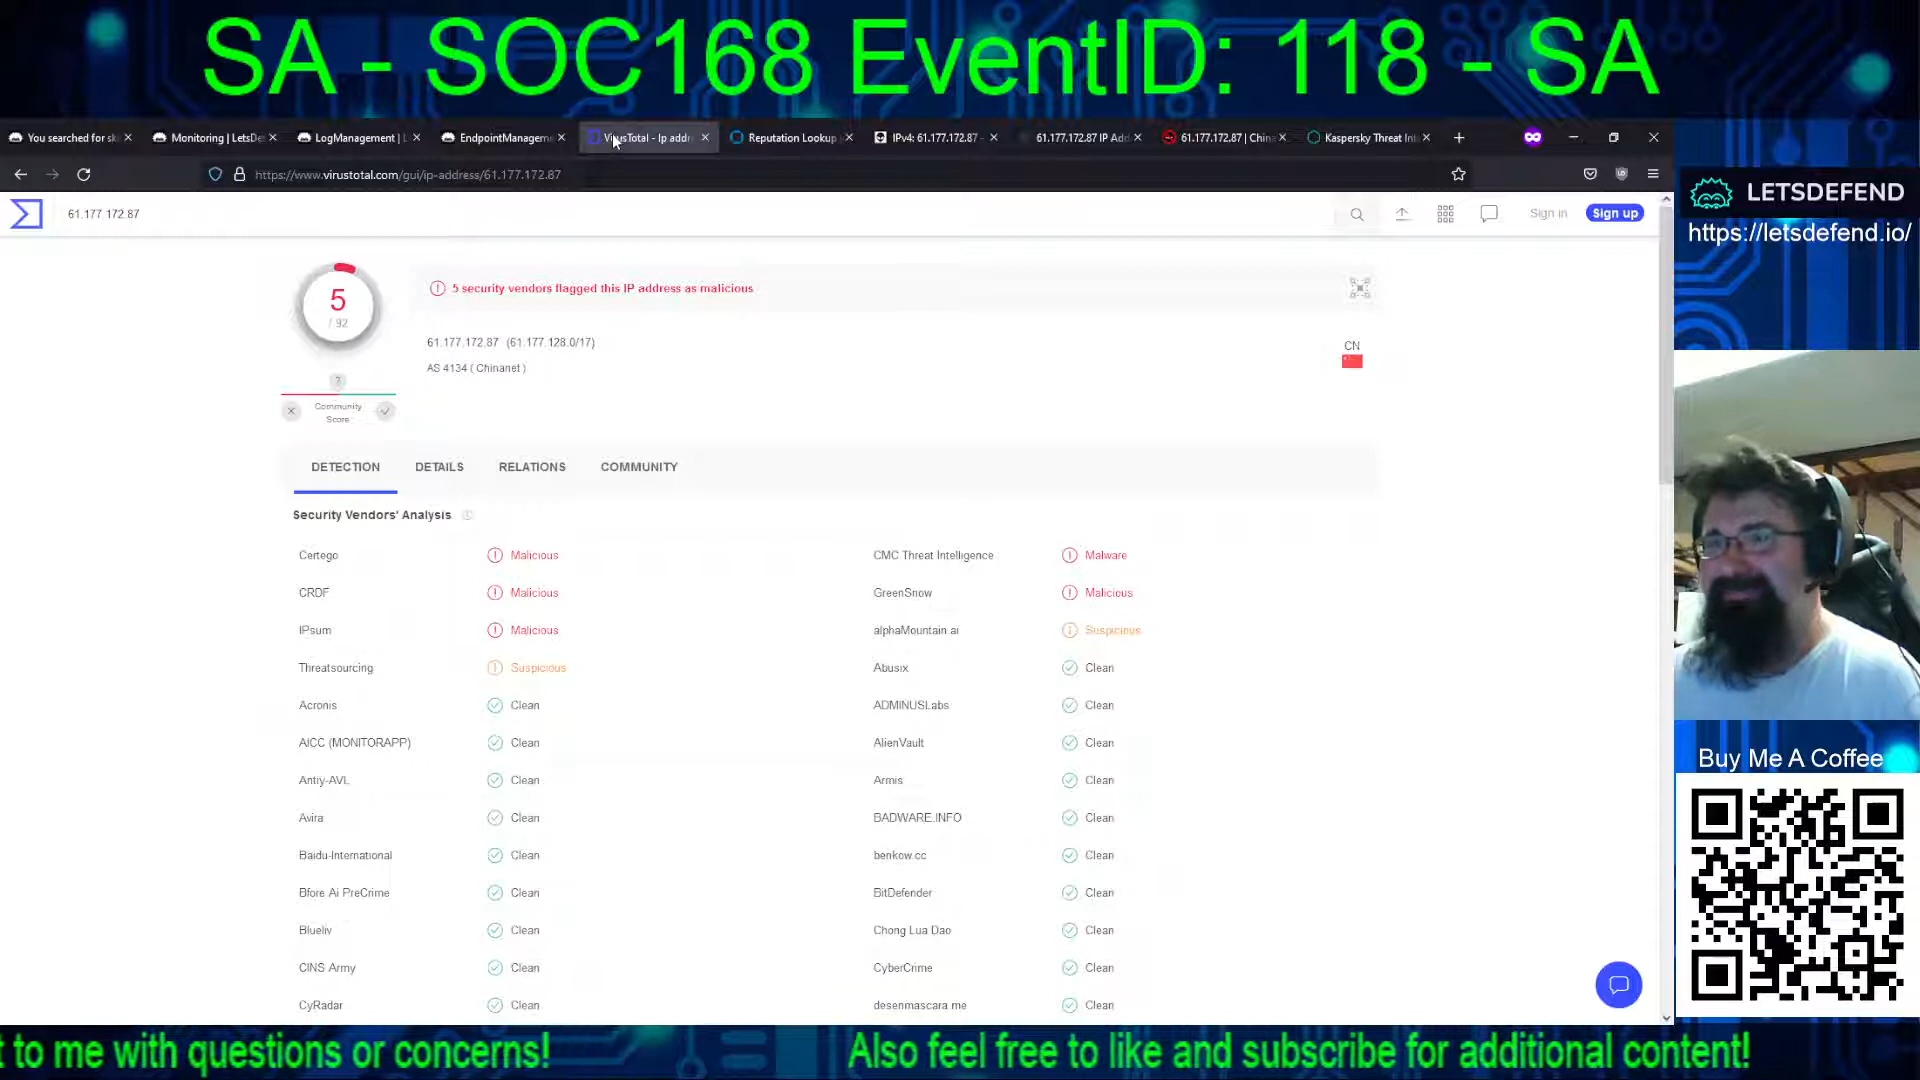 SA - SOC168 EventID: 118 - SA
You searched for sk
Monitoring | LetsDe
LogManagement |
EndpointManageme
VirusTotal - Ip addr
Reputation Lookup
IPv4: 61.177.172.87 -
61.177.172.87 IP Ad
61.177.172.87 | Chin
Kaspersky Threat Int
https://www.virustotal.com/gui/ip-address/61.177.172.87
LETSDEFEND
https://letsdefend.io/
61.177.172.87
Sign in
Sign up
5
/ 92
5 security vendors flagged this IP address as malicious
61.177.172.87 (61.177.128.0/17)
AS 4134 ( Chinanet )
CN
?
Community
Score
DETECTION DETAILS RELATIONS COMMUNITY
Security Vendors' Analysis
Certego Malicious CMC Threat Intelligence Malware
CRDF Malicious GreenSnow Malicious
IPsum Malicious alphaMountain.ai Suspicious
Threatsourcing Suspicious Abusix Clean
Acronis Clean ADMINUSLabs Clean
AICC (MONITORAPP) Clean AlienVault Clean
Antiy-AVL Clean Armis Clean
Avira Clean BADWARE.INFO Clean
Baidu-International Clean benkow.cc Clean
Bfore Ai PreCrime Clean BitDefender Clean
Blueliv Clean Chong Lua Dao Clean
CINS Army Clean CyberCrime Clean
CyRadar Clean desenmascara.me Clean
Buy Me A Coffee
t to me with questions or concerns! Also feel free to like and subscribe for additional content!